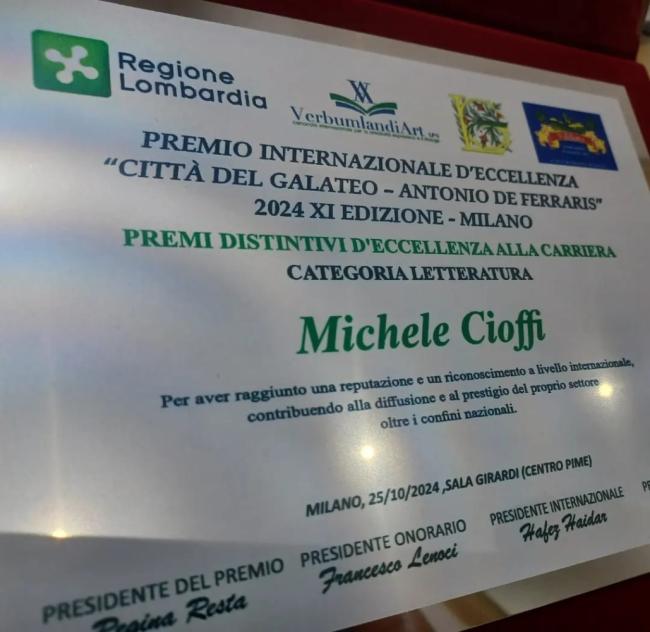 Regione
Lombardia
VerbumlandiArt APS
PREMIO INTERNAZIONALE D'ECCELLENZA
"CITTÀ DEL GALATEO – ANTONIO DE FERRARIS"
2024 XI EDIZIONE - MILANO
PREMI DISTINTIVI D'ECCELLENZA ALLA CARRIERA
CATEGORIA LETTERATURA
Michele Cioffi
Per aver raggiunto una reputazione e un riconoscimento a livello internazionale,
contribuendo alla diffusione e al prestigio del proprio settore
oltre i confini nazionali.
MILANO, 25/10/2024 ,SALA GIRARDI (CENTRO PIME)
PRESIDENTE DEL PREMIO
Regina Resta
PRESIDENTE ONORARIO
Francesco Lenoci
PRESIDENTE INTERNAZIONALE
Hafez Haidar